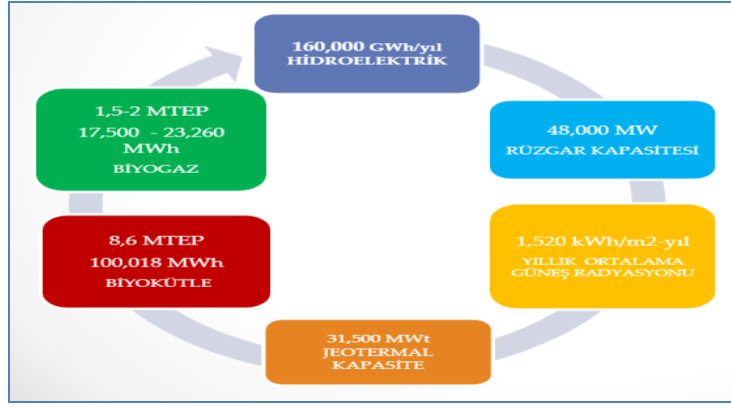 160,000 GWh/yıl
HİDROELEKTRİK
48,000 MW
RÜZGAR KAPASİTESİ
1,520 kWh/m2-yıl
YILLIK ORTALAMA
GÜNEŞ RADYASYONU
31,500 MWt
JEOTERMAL
KAPASİTE
8,6 MTEP
100,018 MWh
BİYOKÜTLE
1,5-2 MTEP
17,500 - 23,260
MWh
BİYOGAZ